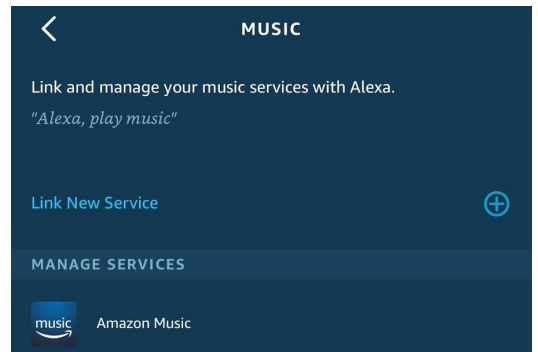 MUSIC
Link and manage your music services with Alexa.
"Alexa, play music"
Link New Service
MANAGE SERVICES
music
Amazon Music